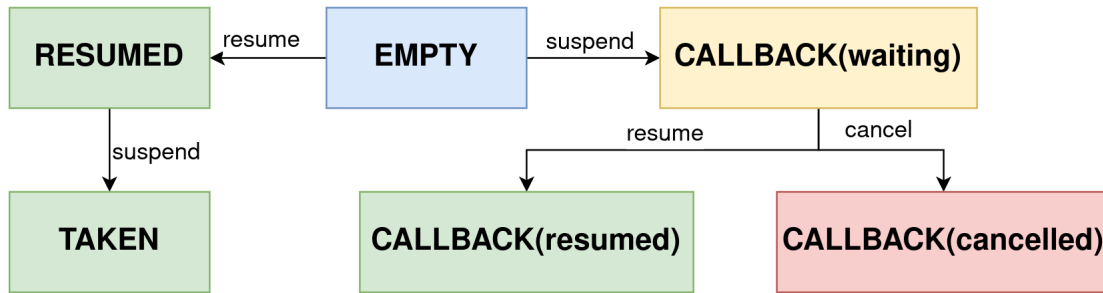 RESUMED
resume
EMPTY
suspend
CALLBACK(waiting)
suspend
resume
cancel
TAKEN
CALLBACK(resumed)
CALLBACK(cancelled)